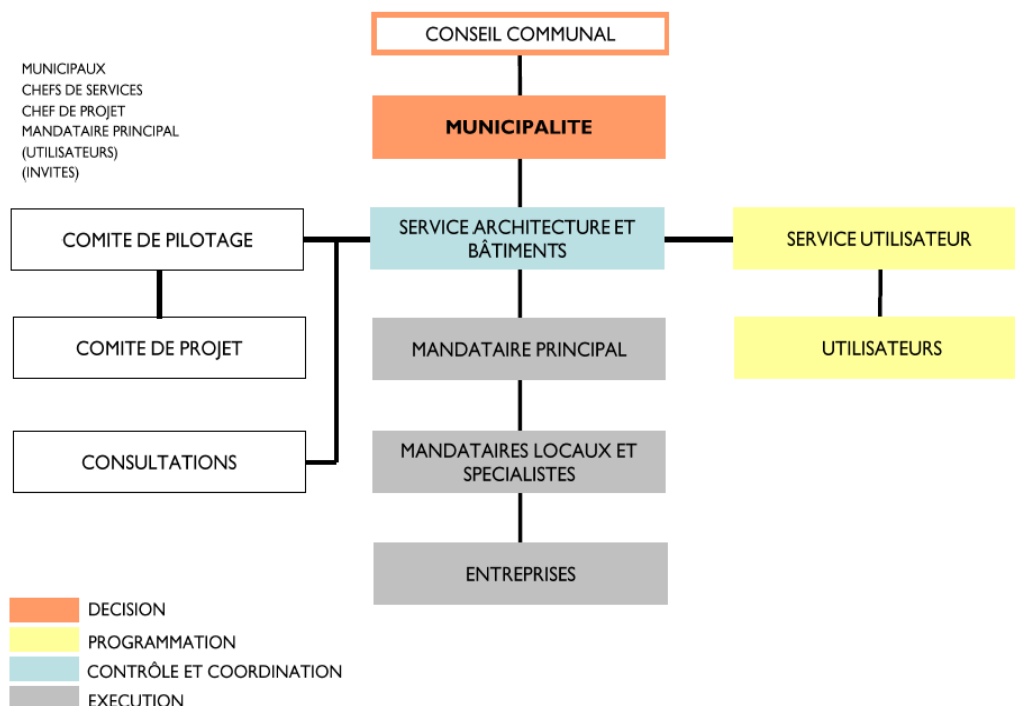 CONSEIL COMMUNAL
MUNICIPAUX
CHEFS DE SERVICES
CHEF DE PROJET
MANDATAIRE PRINCIPAL
(UTILISATEURS)
(INVITES)
MUNICIPALITE
COMITE DE PILOTAGE
SERVICE ARCHITECTURE ET
BÂTIMENTS
SERVICE UTILISATEUR
COMITE DE PROJET
MANDATAIRE PRINCIPAL
UTILISATEURS
CONSULTATIONS
MANDATAIRES LOCAUX ET
SPECIALISTES
ENTREPRISES
DECISION
PROGRAMMATION
CONTRÔLE ET COORDINATION
EXECUTION